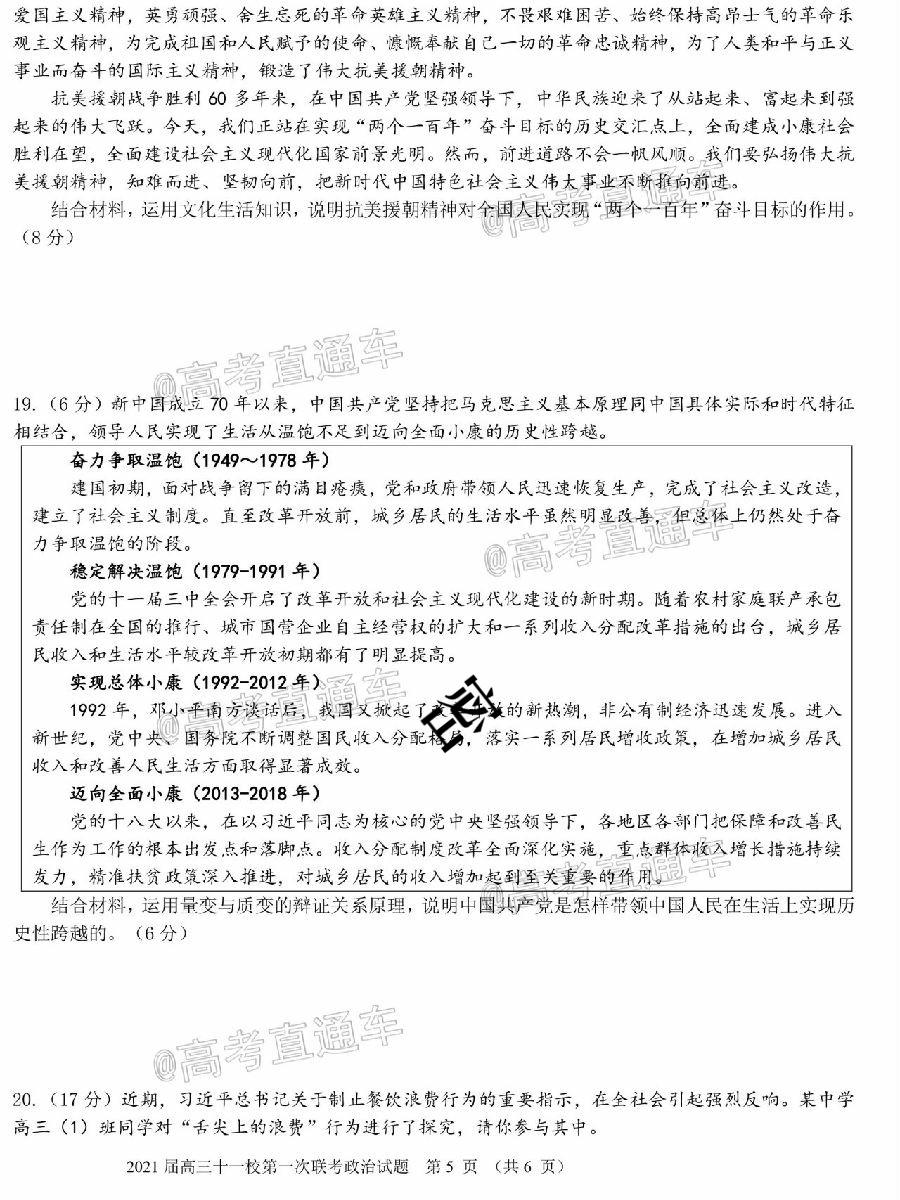 爱国主义精神，英勇顽强、舍生忘死的革命英雄主义精神，不畏艰难困苦、始终保持高昂士气的革命乐
观主义精神，为完成祖国和人民赋予的使命、慷慨奉献自己一切的革命忠诚精神，为了人类和平与正义
事业而奋斗的国际主义精神，锻造了伟大抗美援朝精神。
抗美援朝战争胜利 60 多年来，在中国共产党坚强领导下，中华民族迎来了从站起来、富起来到强
起来的伟大飞跃。今天，我们正站在实现“两个一百年”奋斗目标的历史交汇点上，全面建成小康社会
胜利在望，全面建设社会主义现代化国家前景光明。然而，前进道路不会一帆风顺。我们要弘扬伟大抗
美援朝精神，知难而进、坚韧向前，把新时代中国特色社会主义伟大事业不断推向前进。
结合材料，运用文化生活知识，说明抗美援朝精神对全国人民实现“两个一百年”奋斗目标的作用。
（8 分）
@高考直通车
@高考直通车
19.（6 分）新中国成立 70 年以来，中国共产党坚持把马克思主义基本原理同中国具体实际和时代特征
相结合，领导人民实现了生活从温饱不足到迈向全面小康的历史性跨越。
奋力争取温饱（1949～1978 年）
建国初期，面对战争留下的满目疮痍，党和政府带领人民迅速恢复生产，完成了社会主义改造，
建立了社会主义制度。直至改革开放前，城乡居民的生活水平虽然明显改善，但总体上仍然处于奋
力争取温饱的阶段。
@高考直通车
稳定解决温饱（1979-1991 年）
党的十一届三中全会开启了改革开放和社会主义现代化建设的新时期。随着农村家庭联产承包
责任制在全国的推行、城市国营企业自主经营权的扩大和一系列收入分配改革措施的出台，城乡居
民收入和生活水平较改革开放初期都有了明显提高。
实现总体小康（1992-2012 年）
@高考直通车
密
1992 年，邓小平南方谈话后，我国又掀起了改革开放的新热潮，非公有制经济迅速发展。进入
新世纪，党中央、国务院不断调整国民收入分配格局，落实一系列居民增收政策，在增加城乡居民
收入和改善人民生活方面取得显著成效。
迈向全面小康（2013-2018 年）
党的十八大以来，在以习近平同志为核心的党中央坚强领导下，各地区各部门把保障和改善民
生作为工作的根本出发点和落脚点。收入分配制度改革全面深化实施，重点群体收入增长措施持续
发力，精准扶贫政策深入推进，对城乡居民的收入增加起到至关重要的作用。
@高考直通车
结合材料，运用量变与质变的辩证关系原理，说明中国共产党是怎样带领中国人民在生活上实现历
史性跨越的。（6 分）
@高考直通车
20.（17 分）近期，习近平总书记关于制止餐饮浪费行为的重要指示，在全社会引起强烈反响。某中学
高三（1）班同学对“舌尖上的浪费”行为进行了探究，请你参与其中。
2021 届高三十一校第一次联考政治试题 第 5 页 （共 6 页）